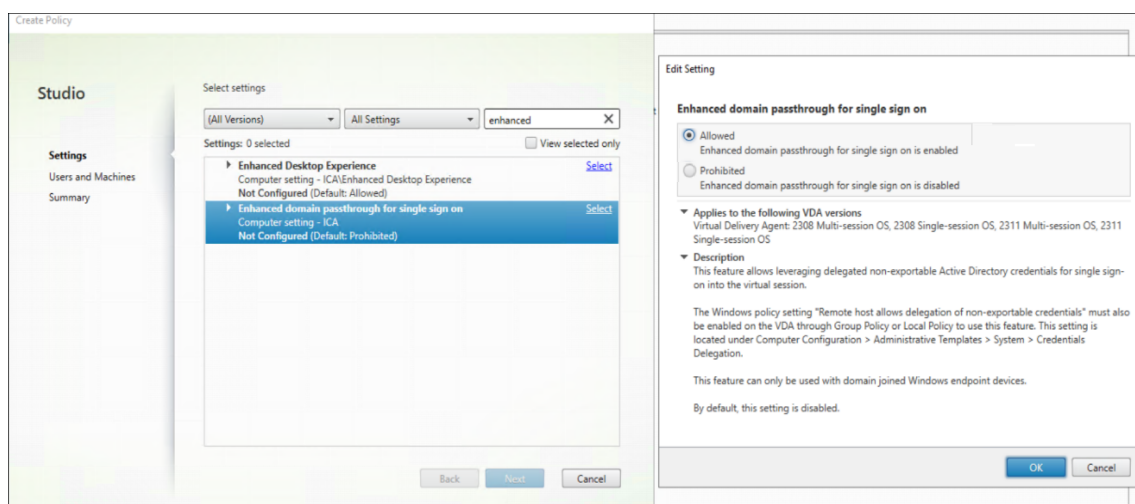 Create Policy
Studio
Settings
Users and Machines
Summary
Select settings
(All Versions)
All Settings
enhanced
Settings: 0 selected
View selected only
Enhanced Desktop Experience
Select
Computer setting - ICA\Enhanced Desktop Experience
Not Configured (Default: Allowed)
Enhanced domain passthrough for single sign on
Select
Computer setting - ICA
Not Configured (Default: Prohibited)
Back
Next
Cancel
Edit Setting
Enhanced domain passthrough for single sign on
Allowed
Enhanced domain passthrough for single sign on is enabled
Prohibited
Enhanced domain passthrough for single sign on is disabled
Applies to the following VDA versions
Virtual Delivery Agent: 2308 Multi-session OS, 2308 Single-session OS, 2311 Multi-session OS, 2311
Single-session OS
Description
This feature allows leveraging delegated non-exportable Active Directory credentials for single sign-
on into the virtual session.
The Windows policy setting "Remote host allows delegation of non-exportable credentials" must also
be enabled on the VDA through Group Policy or Local Policy to use this feature. This setting is
located under Computer Configuration > Administrative Templates > System > Credentials
Delegation.
This feature can only be used with domain joined Windows endpoint devices.
By default, this setting is disabled.
OK
Cancel